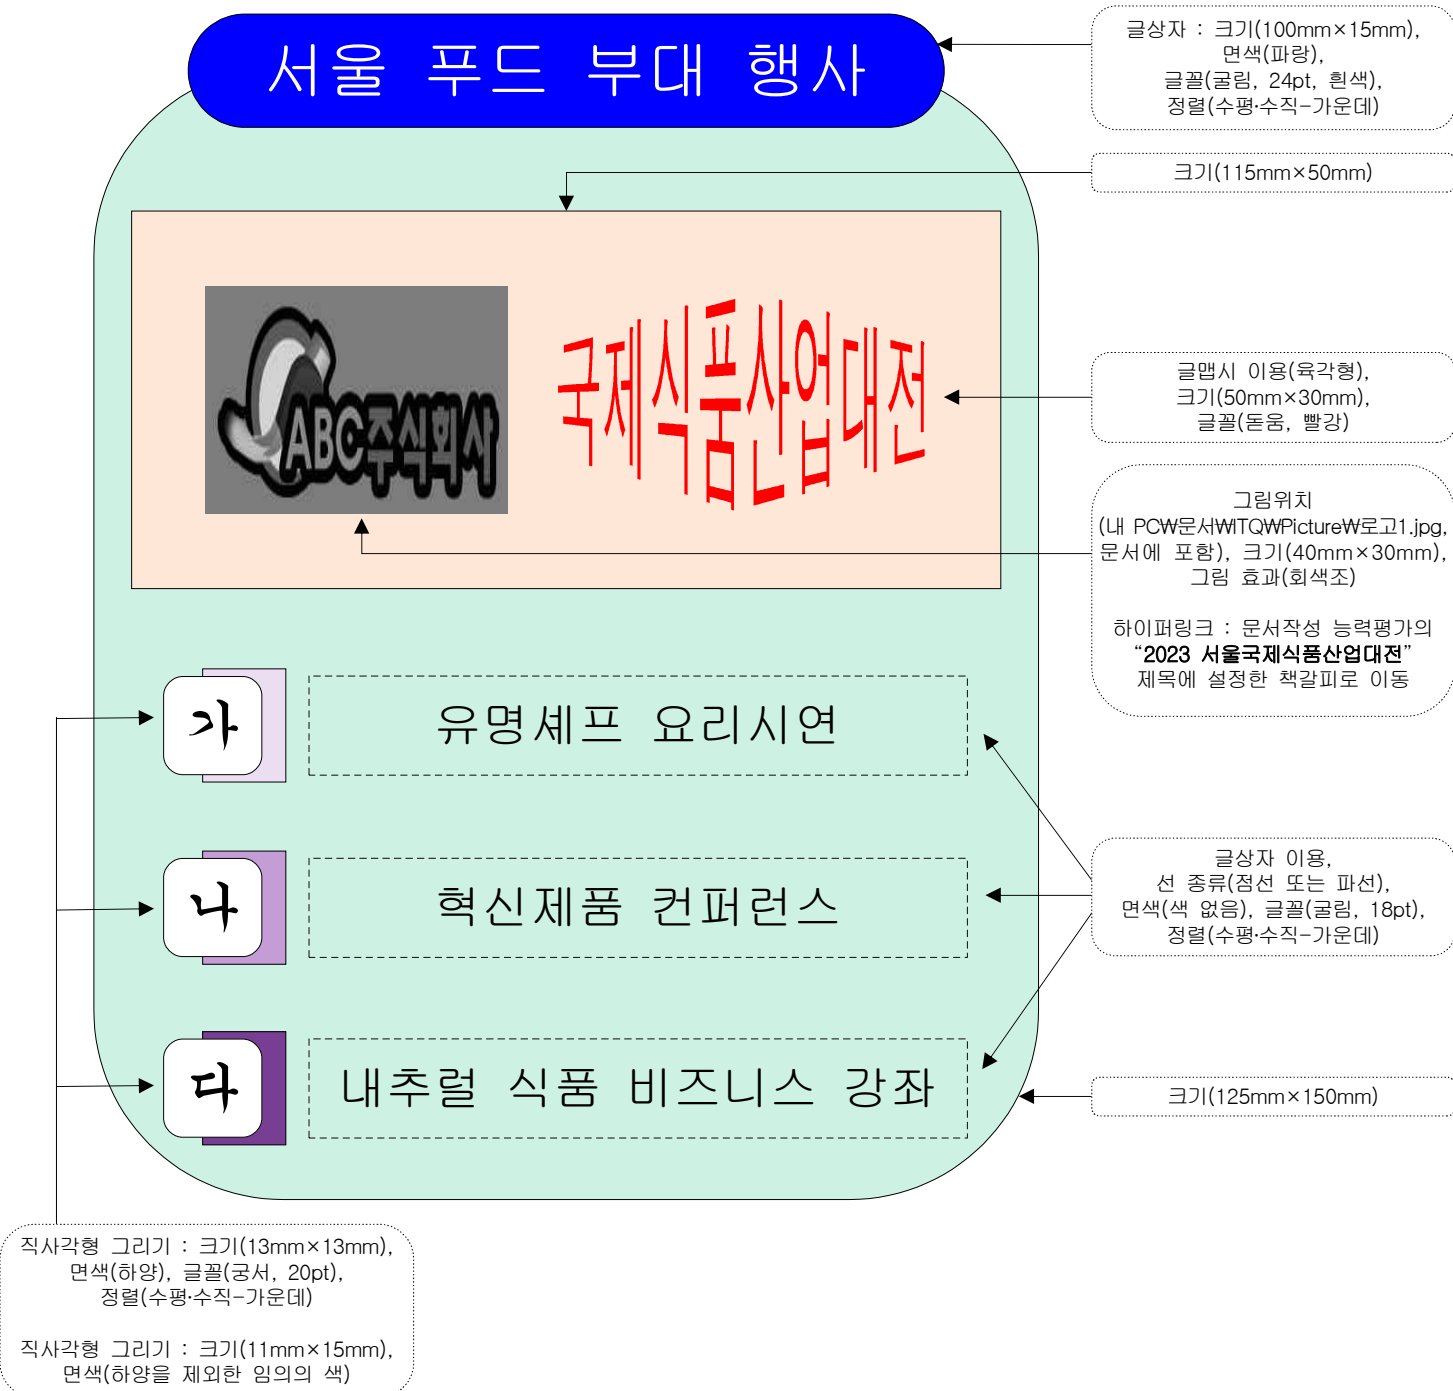 서울 푸드 부대 행사
글상자 : 크기(100mm×15mm),
면색(파랑),
글꼴(굴림, 24pt, 흰색),
정렬(수평·수직-가운데)
크기(115mm×50mm)
ABC주식회사
국제식품산업대전
글맵시 이용(육각형),
크기(50mm×30mm),
글꼴(돋움, 빨강)
그림위치
(내 PC₩문서₩ITQ₩Picture₩로고1.jpg,
문서에 포함), 크기(40mm×30mm),
그림 효과(회색조)
하이퍼링크 : 문서작성 능력평가의
“2023 서울국제식품산업대전”
제목에 설정한 책갈피로 이동
가 유명셰프 요리시연
나 혁신제품 컨퍼런스
글상자 이용,
선 종류(점선 또는 파선),
면색(색 없음), 글꼴(굴림, 18pt),
정렬(수평·수직-가운데)
다 내추럴 식품 비즈니스 강좌
크기(125mm×150mm)
직사각형 그리기 : 크기(13mm×13mm),
면색(하양), 글꼴(궁서, 20pt),
정렬(수평·수직-가운데)
직사각형 그리기 : 크기(11mm×15mm),
면색(하양을 제외한 임의의 색)